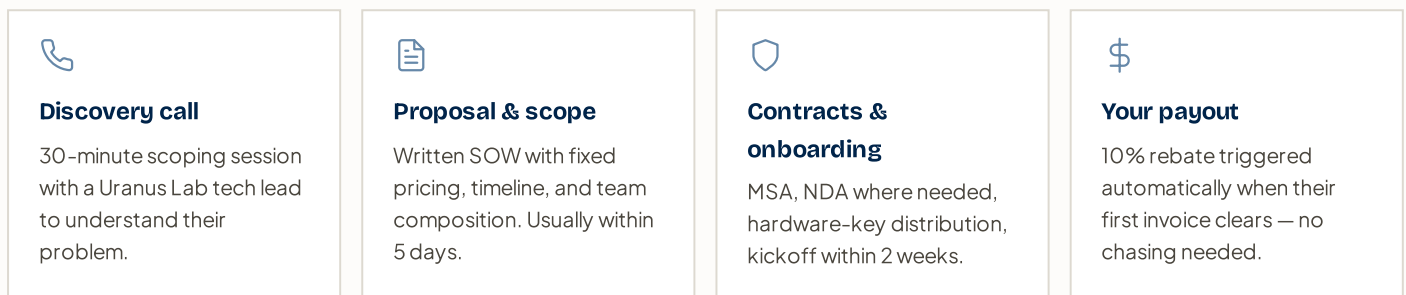 Discovery call
30-minute scoping session
with a Uranus Lab tech lead
to understand their
problem.
Proposal & scope
Written SOW with fixed
pricing, timeline, and team
composition. Usually within
5 days.
Contracts &
onboarding
MSA, NDA where needed,
hardware-key distribution,
kickoff within 2 weeks.
Your payout
10% rebate triggered
automatically when their
first invoice clears — no
chasing needed.